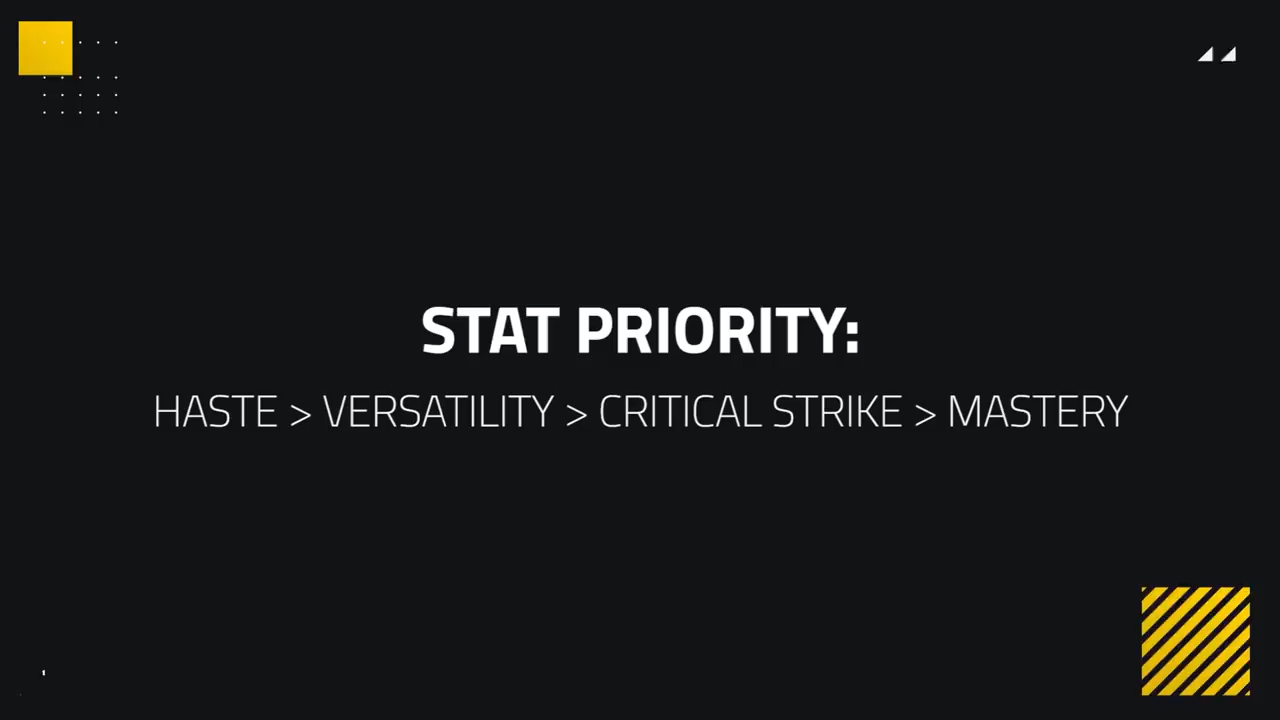 STAT PRIORITY:
HASTE > VERSATILITY > CRITICAL STRIKE > MASTERY